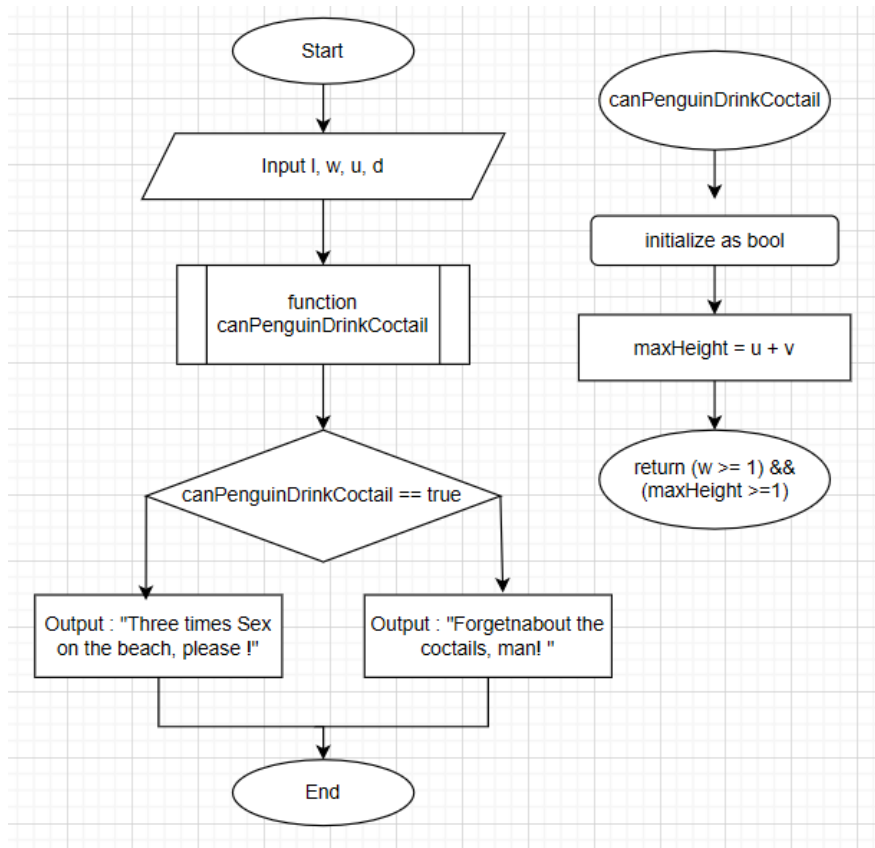 Start
Input l, w, u, d
function
canPenguinDrinkCoctail
canPenguinDrinkCoctail == true
Output : "Three times Sex
on the beach, please !"
Output : "Forgetnabout the
coctails, man! "
End
canPenguinDrinkCoctail
initialize as bool
maxHeight = u + v
return (w >= 1) &&
(maxHeight >=1)